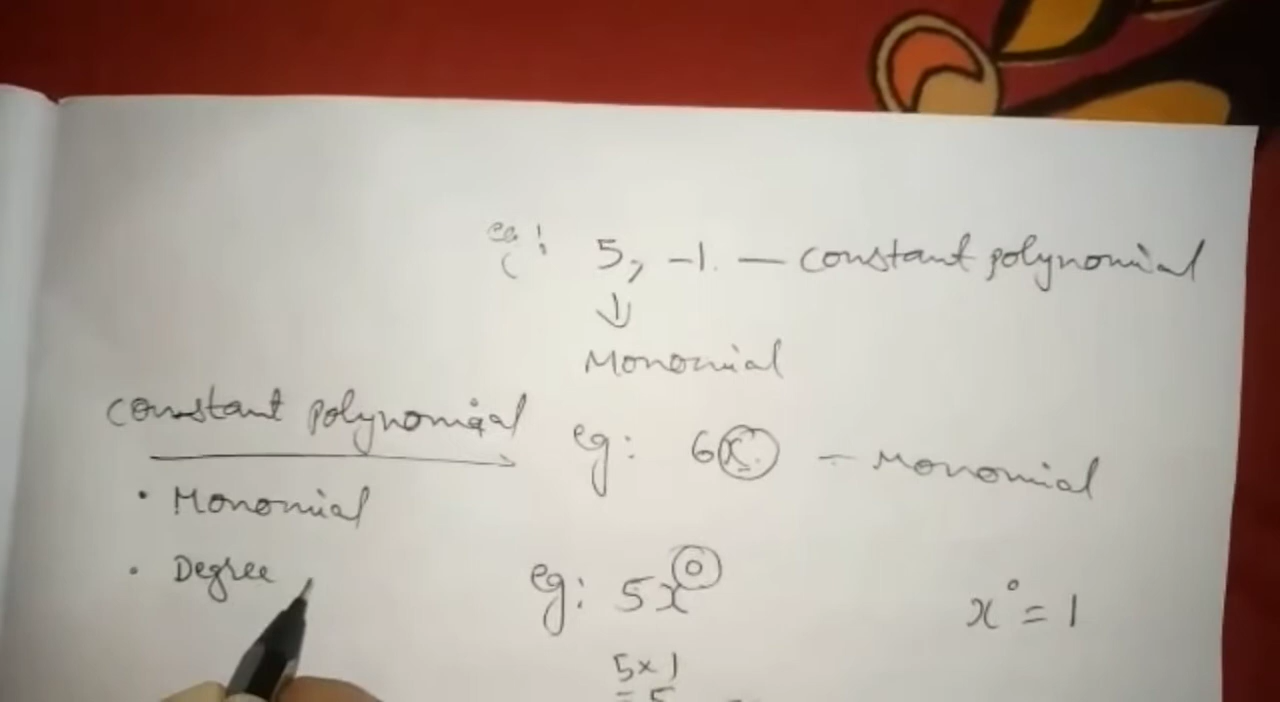 eg: 5, -1. — constant polynomial
↓
Monomial
constant polynomial
• Monomial
• Degree
eg: 6x. — Monomial
eg: 5x⁰
x⁰ = 1
5 × 1
= 5